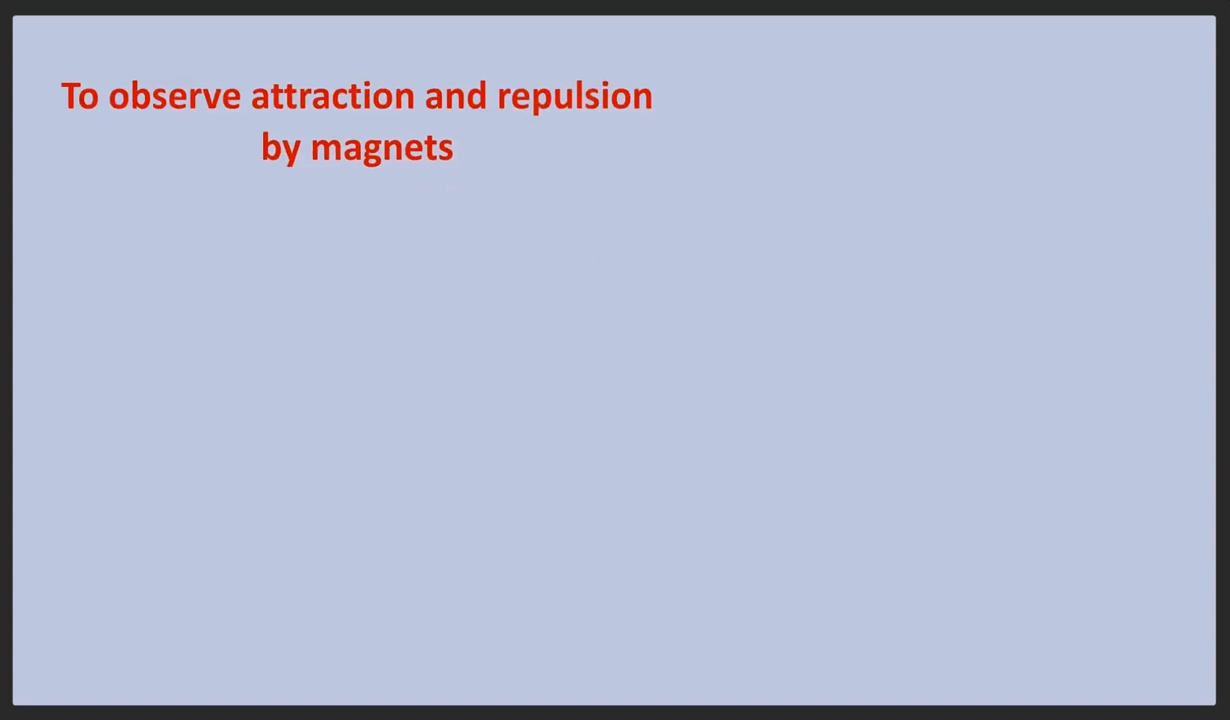 To observe attraction and repulsion
by magnets